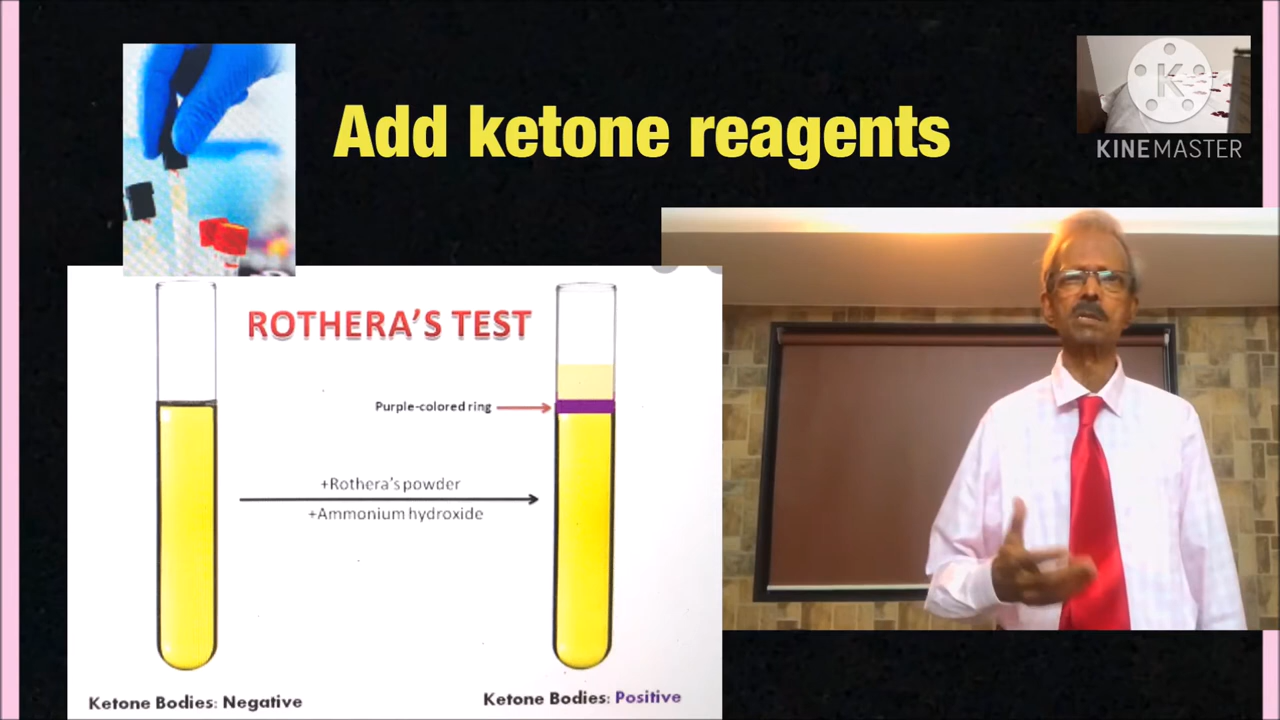 Add ketone reagents
KINEMASTER
ROTHERA'S TEST
Purple-colored ring
+Rothera's powder
+Ammonium hydroxide
Ketone Bodies: Negative
Ketone Bodies: Positive